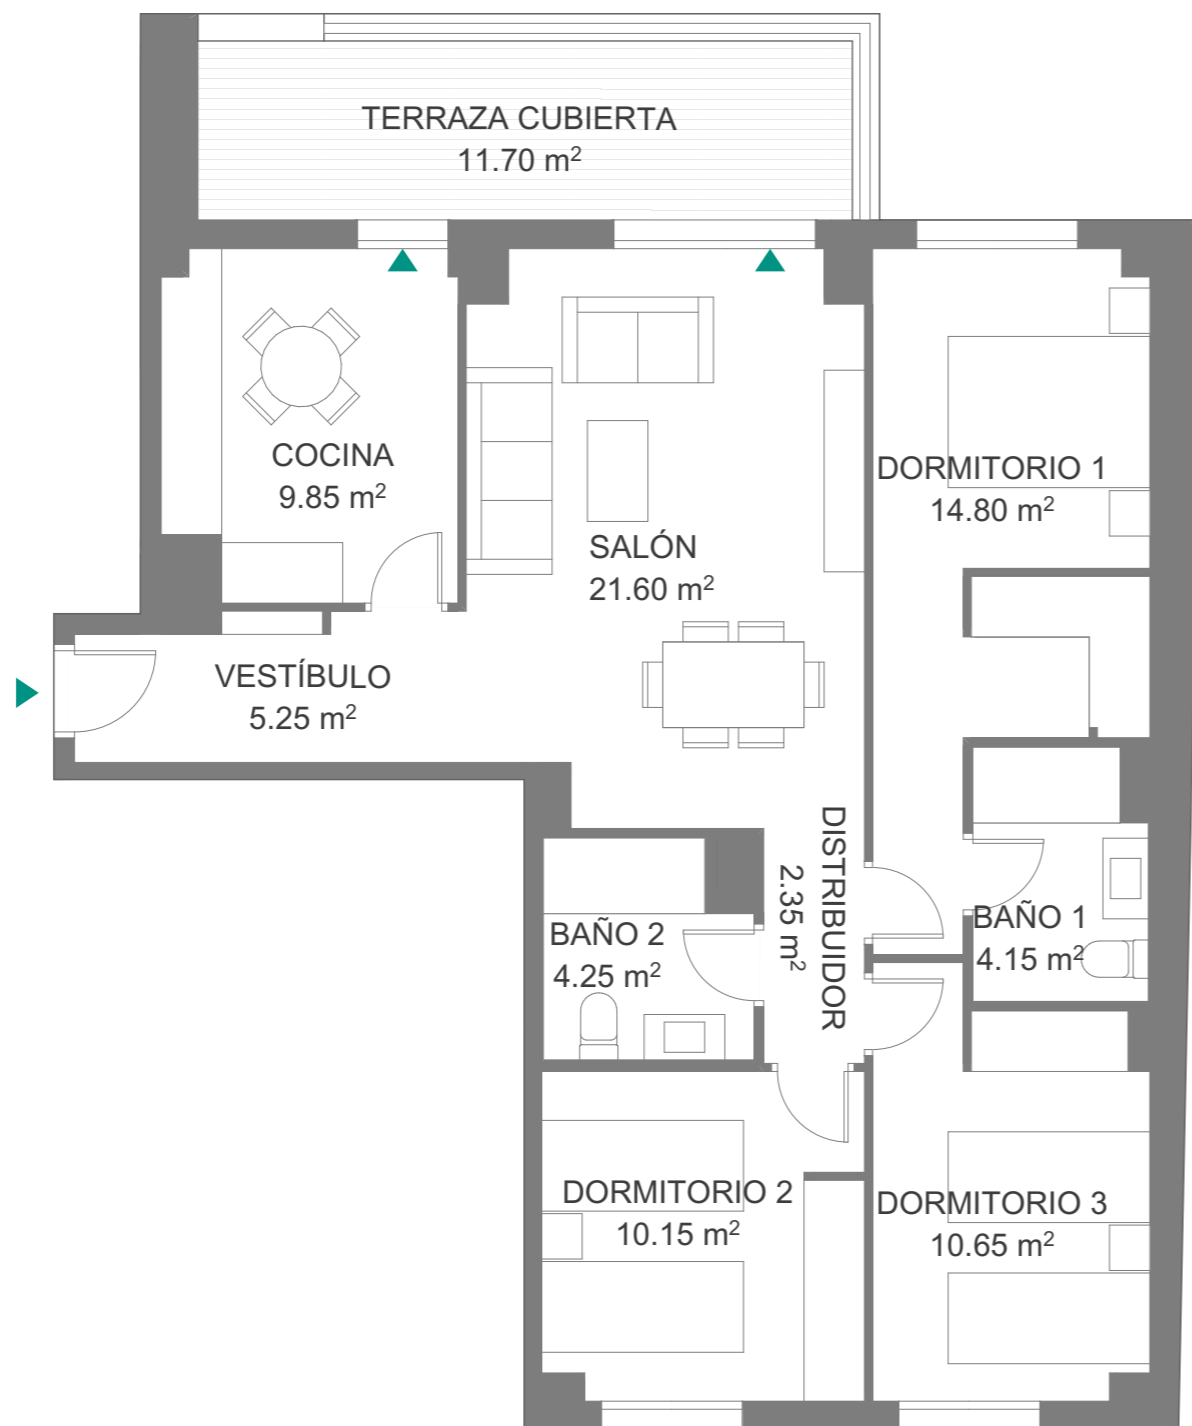 TERRAZA CUBIERTA
11.70 m²
COCINA
9.85 m²
DORMITORIO 1
14.80 m²
SALÓN
21.60 m²
VESTÍBULO
5.25 m²
DISTRIBUIDOR
2.35 m²
BAÑO 2
4.25 m²
BAÑO 1
4.15 m²
DORMITORIO 2
10.15 m²
DORMITORIO 3
10.65 m²